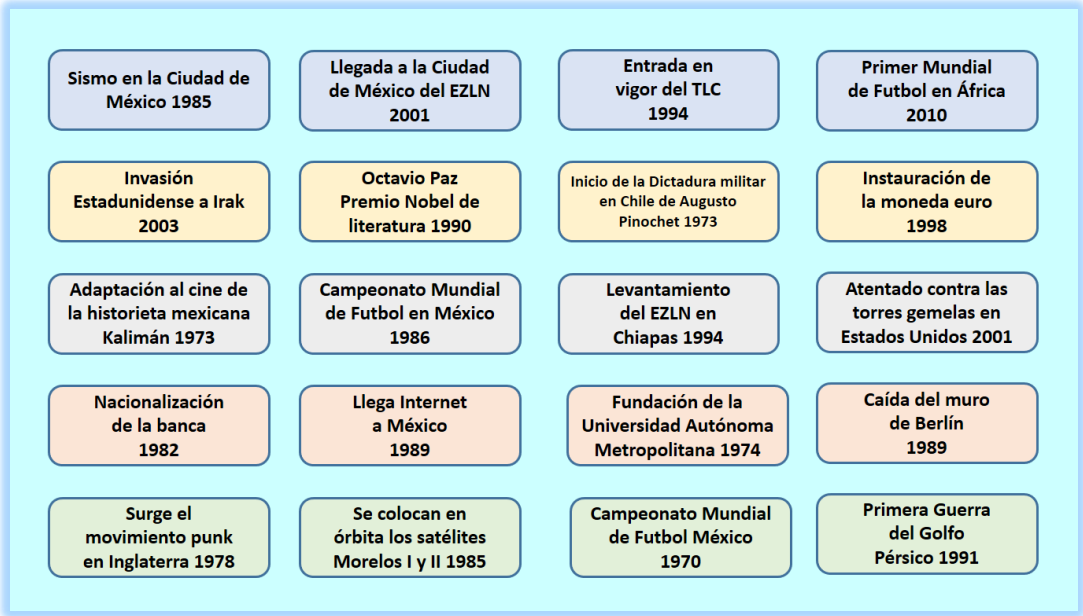 Sismo en la Ciudad de
México 1985
Llegada a la Ciudad
de México del EZLN
2001
Entrada en
vigor del TLC
1994
Primer Mundial
de Futbol en África
2010
Invasión
Estadunidense a Irak
2003
Octavio Paz
Premio Nobel de
literatura 1990
Inicio de la Dictadura militar
en Chile de Augusto
Pinochet 1973
Instauración de
la moneda euro
1998
Adaptación al cine de
la historieta mexicana
Kalimán 1973
Campeonato Mundial
de Futbol en México
1986
Levantamiento
del EZLN en
Chiapas 1994
Atentado contra las
torres gemelas en
Estados Unidos 2001
Nacionalización
de la banca
1982
Llega Internet
a México
1989
Fundación de la
Universidad Autónoma
Metropolitana 1974
Caída del muro
de Berlín
1989
Surge el
movimiento punk
en Inglaterra 1978
Se colocan en
órbita los satélites
Morelos I y II 1985
Campeonato Mundial
de Futbol México
1970
Primera Guerra
del Golfo
Pérsico 1991